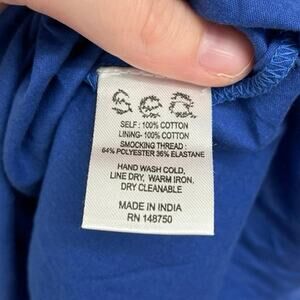 sea
SELF : 100% COTTON
LINING- 100% COTTON
SMOCKING THREAD :
64% POLYESTER 36% ELASTANE
HAND WASH COLD,
LINE DRY, WARM IRON,
DRY CLEANABLE
MADE IN INDIA
RN 148750